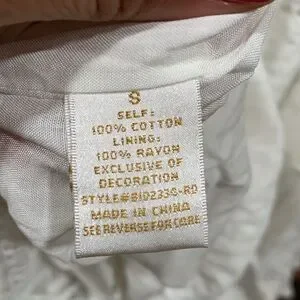 S
SELF:
100% COTTON
LINING:
100% RAYON
EXCLUSIVE OF
DECORATION
MADE IN CHINA
SEE REVERSE FOR CARE